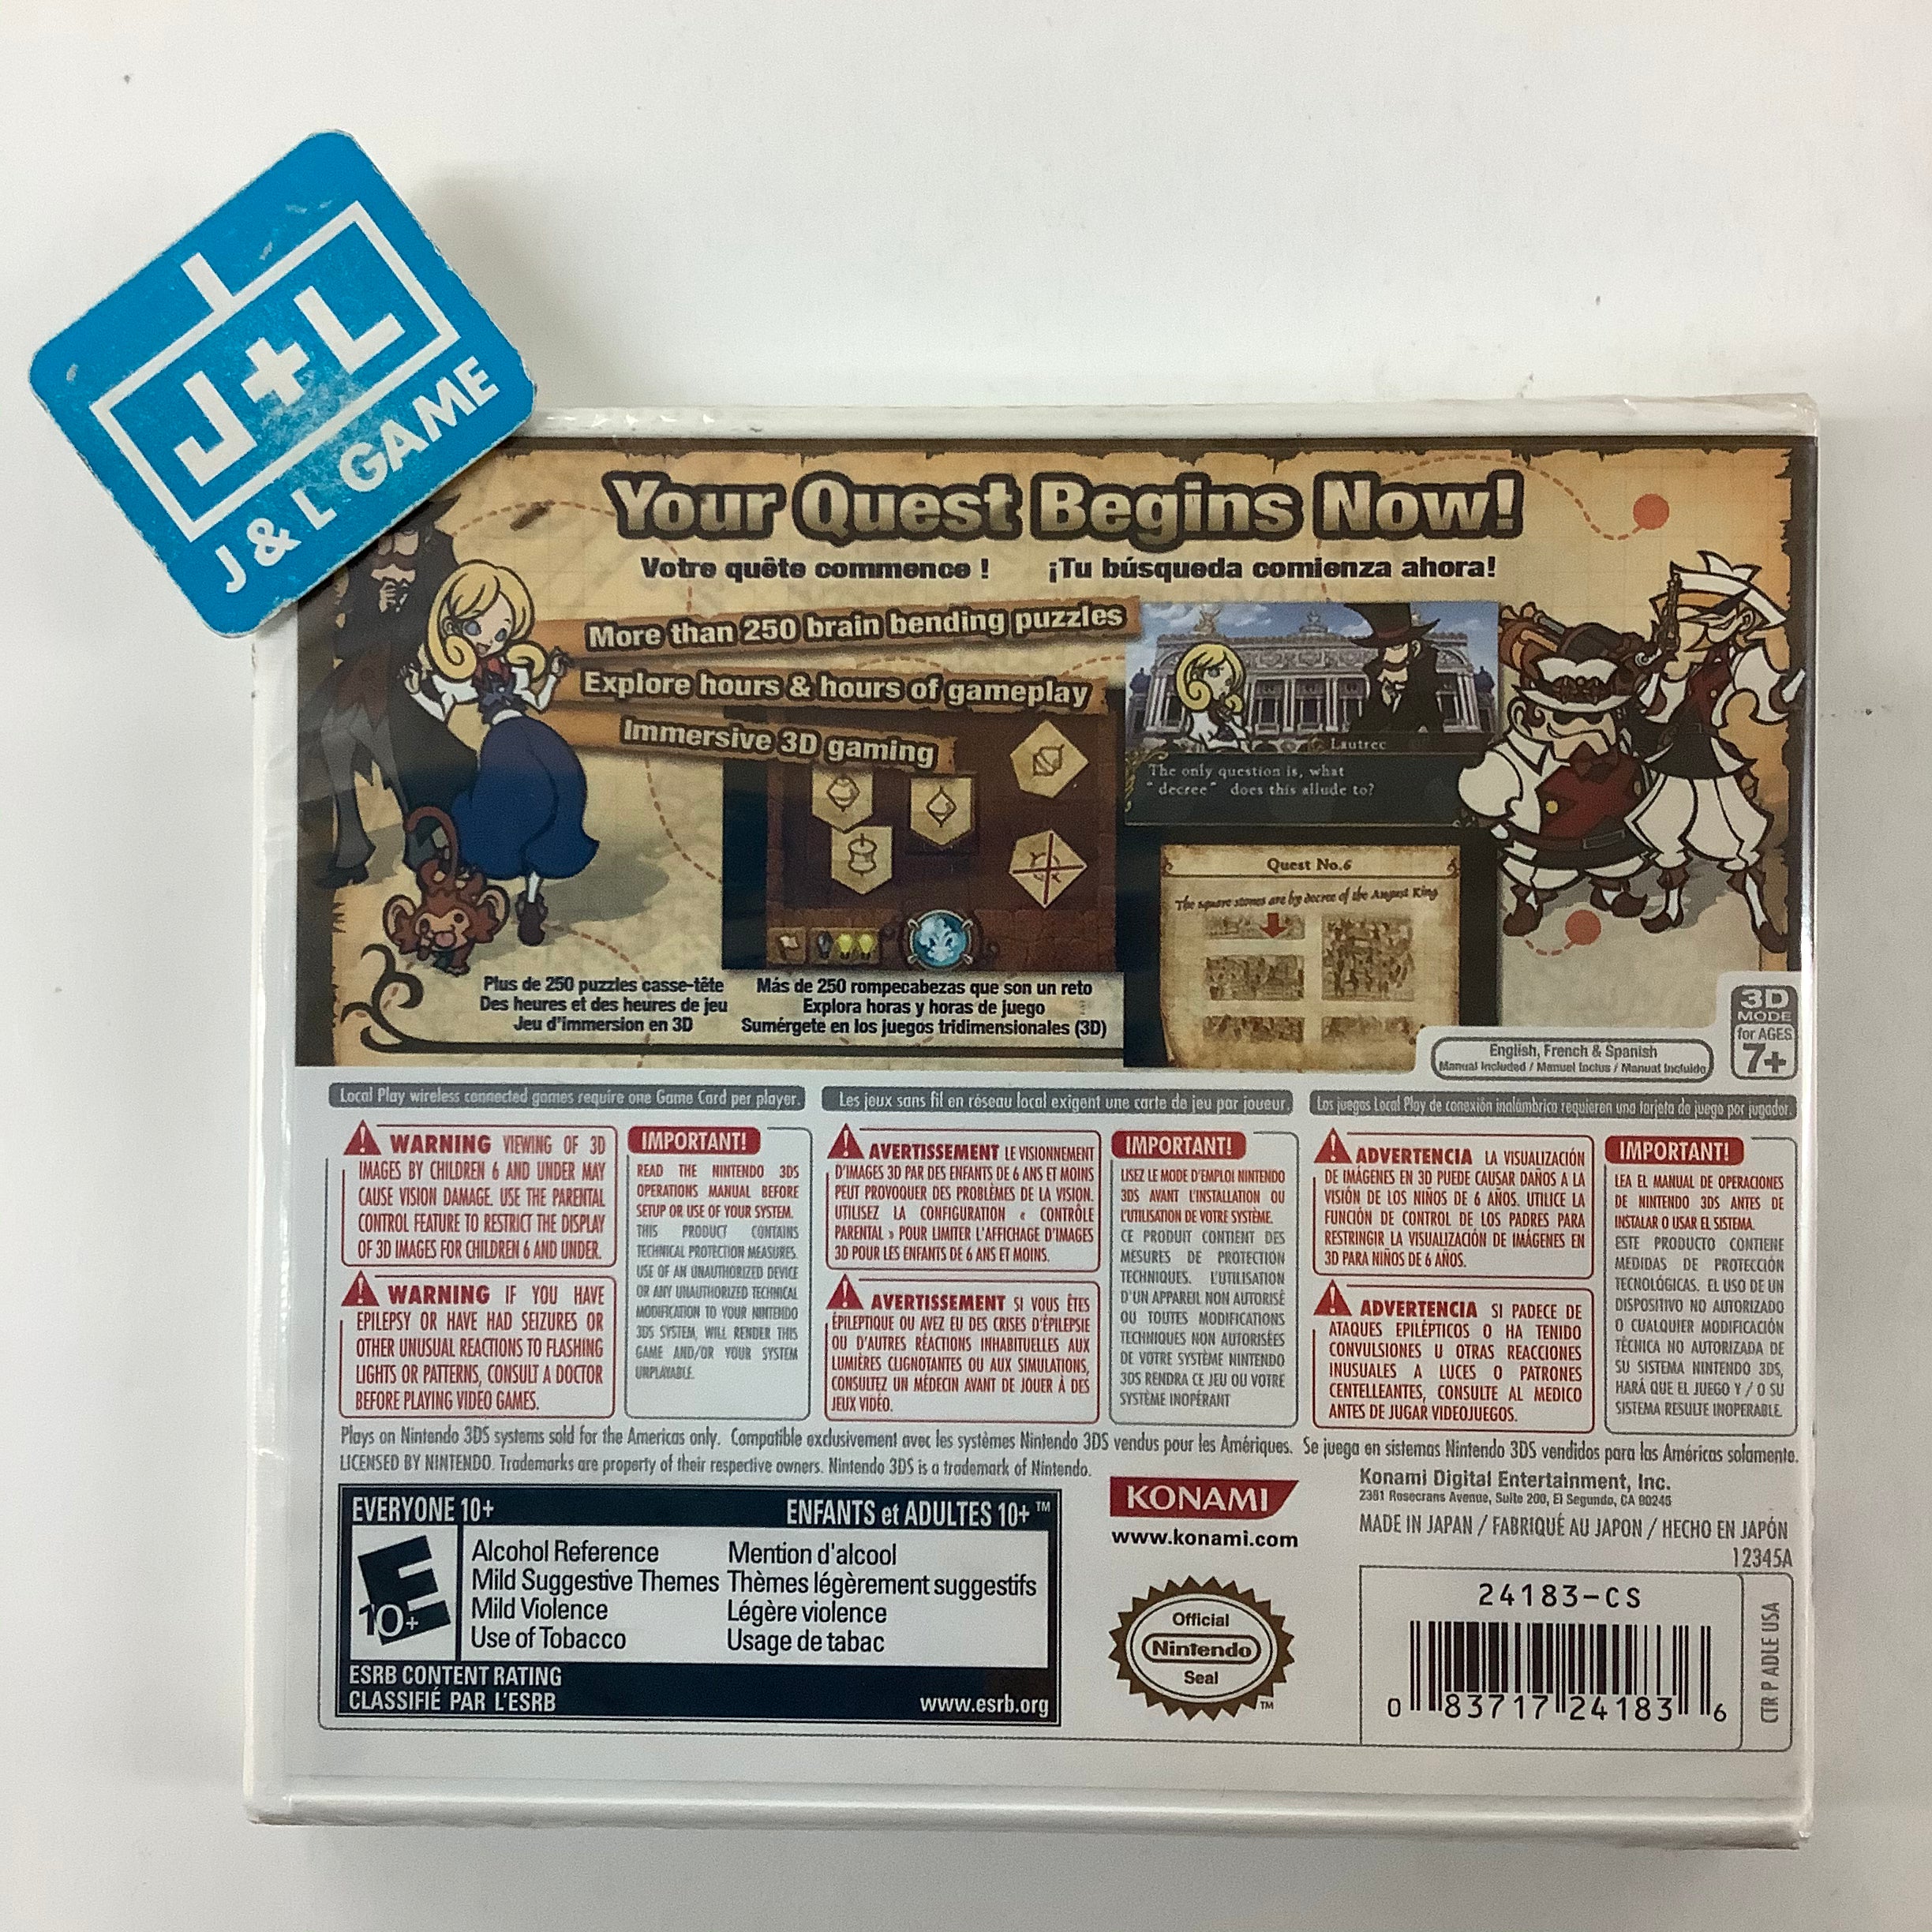 J+L
J & L GAME
Your Quest Begins Now!
Votre quête commence !
¡Tu búsqueda comienza ahora!
More than 250 brain bending puzzles
Explore hours & hours of gameplay
Immersive 3D gaming
Lautrec
The only question is, what
"decree" does this allude to?
Quest No.6
The square stones are by decree of the August King
Plus de 250 puzzles casse-tête
Des heures et des heures de jeu
Jeu d'immersion en 3D
Más de 250 rompecabezas que son un reto
Explora horas y horas de juego
Sumérgete en los juegos tridimensionales (3D)
3D
MODE
for AGES
7+
English, French & Spanish
Manual Included / Manuel Inclus / Manual Incluido
Local Play wireless connected games require one Game Card per player.
Les jeux sans fil en réseau local exigent une carte de jeu par joueur.
Los juegos Local Play de conexión inalámbrica requieren una tarjeta de juego por jugador.
WARNING VIEWING OF 3D
IMAGES BY CHILDREN 6 AND UNDER MAY
CAUSE VISION DAMAGE. USE THE PARENTAL
CONTROL FEATURE TO RESTRICT THE DISPLAY
OF 3D IMAGES FOR CHILDREN 6 AND UNDER.
WARNING IF YOU HAVE
EPILEPSY OR HAVE HAD SEIZURES OR
OTHER UNUSUAL REACTIONS TO FLASHING
LIGHTS OR PATTERNS, CONSULT A DOCTOR
BEFORE PLAYING VIDEO GAMES.
IMPORTANT!
READ THE NINTENDO 3DS
OPERATIONS MANUAL BEFORE
SETUP OR USE OF YOUR SYSTEM.
THIS PRODUCT CONTAINS
TECHNICAL PROTECTION MEASURES.
USE OF AN UNAUTHORIZED DEVICE
OR ANY UNAUTHORIZED TECHNICAL
MODIFICATION TO YOUR NINTENDO
3DS SYSTEM, WILL RENDER THIS
GAME AND/OR YOUR SYSTEM
UNPLAYABLE.
AVERTISSEMENT LE VISIONNEMENT
D'IMAGES 3D PAR DES ENFANTS DE 6 ANS ET MOINS
PEUT PROVOQUER DES PROBLÈMES DE LA VISION.
UTILISEZ LA CONFIGURATION « CONTRÔLE
PARENTAL » POUR LIMITER L'AFFICHAGE D'IMAGES
3D POUR LES ENFANTS DE 6 ANS ET MOINS.
AVERTISSEMENT SI VOUS ÊTES
ÉPILEPTIQUE OU AVEZ EU DES CRISES D'ÉPILEPSIE
OU D'AUTRES RÉACTIONS INHABITUELLES AUX
LUMIÈRES CLIGNOTANTES OU AUX SIMULATIONS,
CONSULTEZ UN MÉDECIN AVANT DE JOUER À DES
JEUX VIDÉO.
IMPORTANT!
LISEZ LE MODE D'EMPLOI NINTENDO
3DS AVANT L'INSTALLATION OU
L'UTILISATION DE VOTRE SYSTÈME.
CE PRODUIT CONTIENT DES
MESURES DE PROTECTION
TECHNIQUES. L'UTILISATION
D'UN APPAREIL NON AUTORISÉ
OU TOUTES MODIFICATIONS
TECHNIQUES NON AUTORISÉES
DE VOTRE SYSTÈME NINTENDO
3DS RENDRA CE JEU OU VOTRE
SYSTÈME INOPÉRANT
ADVERTENCIA LA VISUALIZACIÓN
DE IMÁGENES EN 3D PUEDE CAUSAR DAÑOS A LA
VISIÓN DE LOS NIÑOS DE 6 AÑOS. UTILICE LA
FUNCIÓN DE CONTROL DE LOS PADRES PARA
RESTRINGIR LA VISUALIZACIÓN DE IMÁGENES EN
3D PARA NIÑOS DE 6 AÑOS.
ADVERTENCIA SI PADECE DE
ATAQUES EPILÉPTICOS O HA TENIDO
CONVULSIONES U OTRAS REACCIONES
INUSUALES A LUCES O PATRONES
CENTELLEANTES, CONSULTE AL MEDICO
ANTES DE JUGAR VIDEOJUEGOS.
IMPORTANT!
LEA EL MANUAL DE OPERACIONES
DE NINTENDO 3DS ANTES DE
INSTALAR O USAR EL SISTEMA.
ESTE PRODUCTO CONTIENE
MEDIDAS DE PROTECCIÓN
TECNOLÓGICAS. EL USO DE UN
DISPOSITIVO NO AUTORIZADO
O CUALQUIER MODIFICACIÓN
TÉCNICA NO AUTORIZADA DE
SU SISTEMA NINTENDO 3DS,
HARÁ QUE EL JUEGO Y / O SU
SISTEMA RESULTE INOPERABLE.
Plays on Nintendo 3DS systems sold for the Americas only. Compatible exclusivement avec les systèmes Nintendo 3DS vendus pour les Amériques. Se juega en sistemas Nintendo 3DS vendidos para las Américas solamente.
LICENSED BY NINTENDO. Trademarks are property of their respective owners. Nintendo 3DS is a trademark of Nintendo.
EVERYONE 10+
ENFANTS et ADULTES 10+ ™
E
10+
Alcohol Reference
Mild Suggestive Themes
Mild Violence
Use of Tobacco
Mention d'alcool
Thèmes légèrement suggestifs
Légère violence
Usage de tabac
ESRB CONTENT RATING
CLASSIFIÉ PAR L'ESRB
www.esrb.org
KONAMI
www.konami.com
Official
Nintendo
Seal
TM
Konami Digital Entertainment, Inc.
2381 Rosecrans Avenue, Suite 200, El Segundo, CA 90245
MADE IN JAPAN / FABRIQUÉ AU JAPON / HECHO EN JAPÓN
12345A
24183-CS
0 83717 24183 6
CTR P ADLE USA